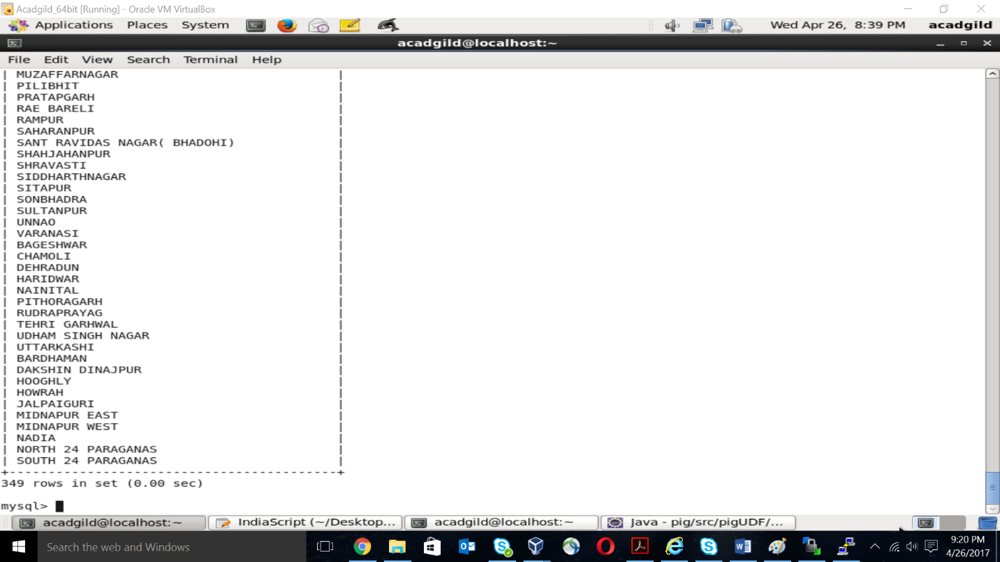 Acadgild_64bit [Running] - Oracle VM VirtualBox
Applications Places System Wed Apr 26, 8:39 PM acadgild
acadgild@localhost:~
File Edit View Search Terminal Help
| MUZAFFARNAGAR |
| PILIBHIT |
| PRATAPGARH |
| RAE BARELI |
| RAMPUR |
| SAHARANPUR |
| SANT RAVIDAS NAGAR( BHADOHI) |
| SHAHJAHANPUR |
| SHRAVASTI |
| SIDDHARTHNAGAR |
| SITAPUR |
| SONBHADRA |
| SULTANPUR |
| UNNAO |
| VARANASI |
| BAGESHWAR |
| CHAMOLI |
| DEHRADUN |
| HARIDWAR |
| NAINITAL |
| PITHORAGARH |
| RUDRAPRAYAG |
| TEHRI GARHWAL |
| UDHAM SINGH NAGAR |
| UTTARKASHI |
| BARDHAMAN |
| DAKSHIN DINAJPUR |
| HOOGHLY |
| HOWRAH |
| JALPAIGURI |
| MIDNAPUR EAST |
| MIDNAPUR WEST |
| NADIA |
| NORTH 24 PARAGANAS |
| SOUTH 24 PARAGANAS |
+------------------------------------------+
349 rows in set (0.00 sec)
mysql>
acadgild@localhost:~ IndiaScript (~/Desktop... acadgild@localhost:~ Java - pig/src/pigUDF/...
Search the web and Windows
9:20 PM
4/26/2017